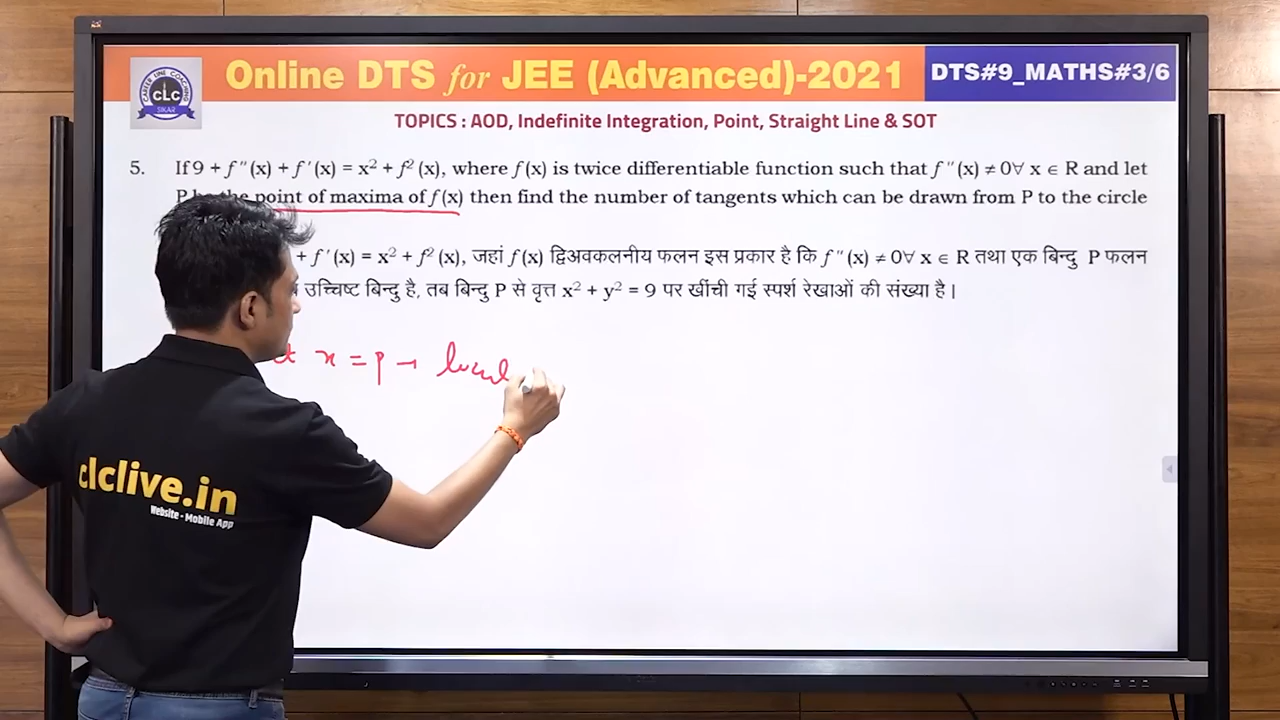 Online DTS for JEE (Advanced)-2021
DTS#9_MATHS#3/6
CAREER LINE COACHING
CLC
SIKAR
TOPICS : AOD, Indefinite Integration, Point, Straight Line & SOT
5. If 9 + f ''(x) + f '(x) = x² + f² (x), where f (x) is twice differentiable function such that f ''(x) ≠ 0∀ x ∈ R and let
P the point of maxima of f (x) then find the number of tangents which can be drawn from P to the circle
+ f '(x) = x² + f² (x), जहां f (x) द्विअवकलनीय फलन इस प्रकार है कि f ''(x) ≠ 0∀ x ∈ R तथा एक बिन्दु P फलन
उच्चिष्ट बिन्दु है, तब बिन्दु P से वृत्त x² + y² = 9 पर खींची गई स्पर्श रेखाओं की संख्या है |
x = p → local
clclive.in
Website • Mobile App